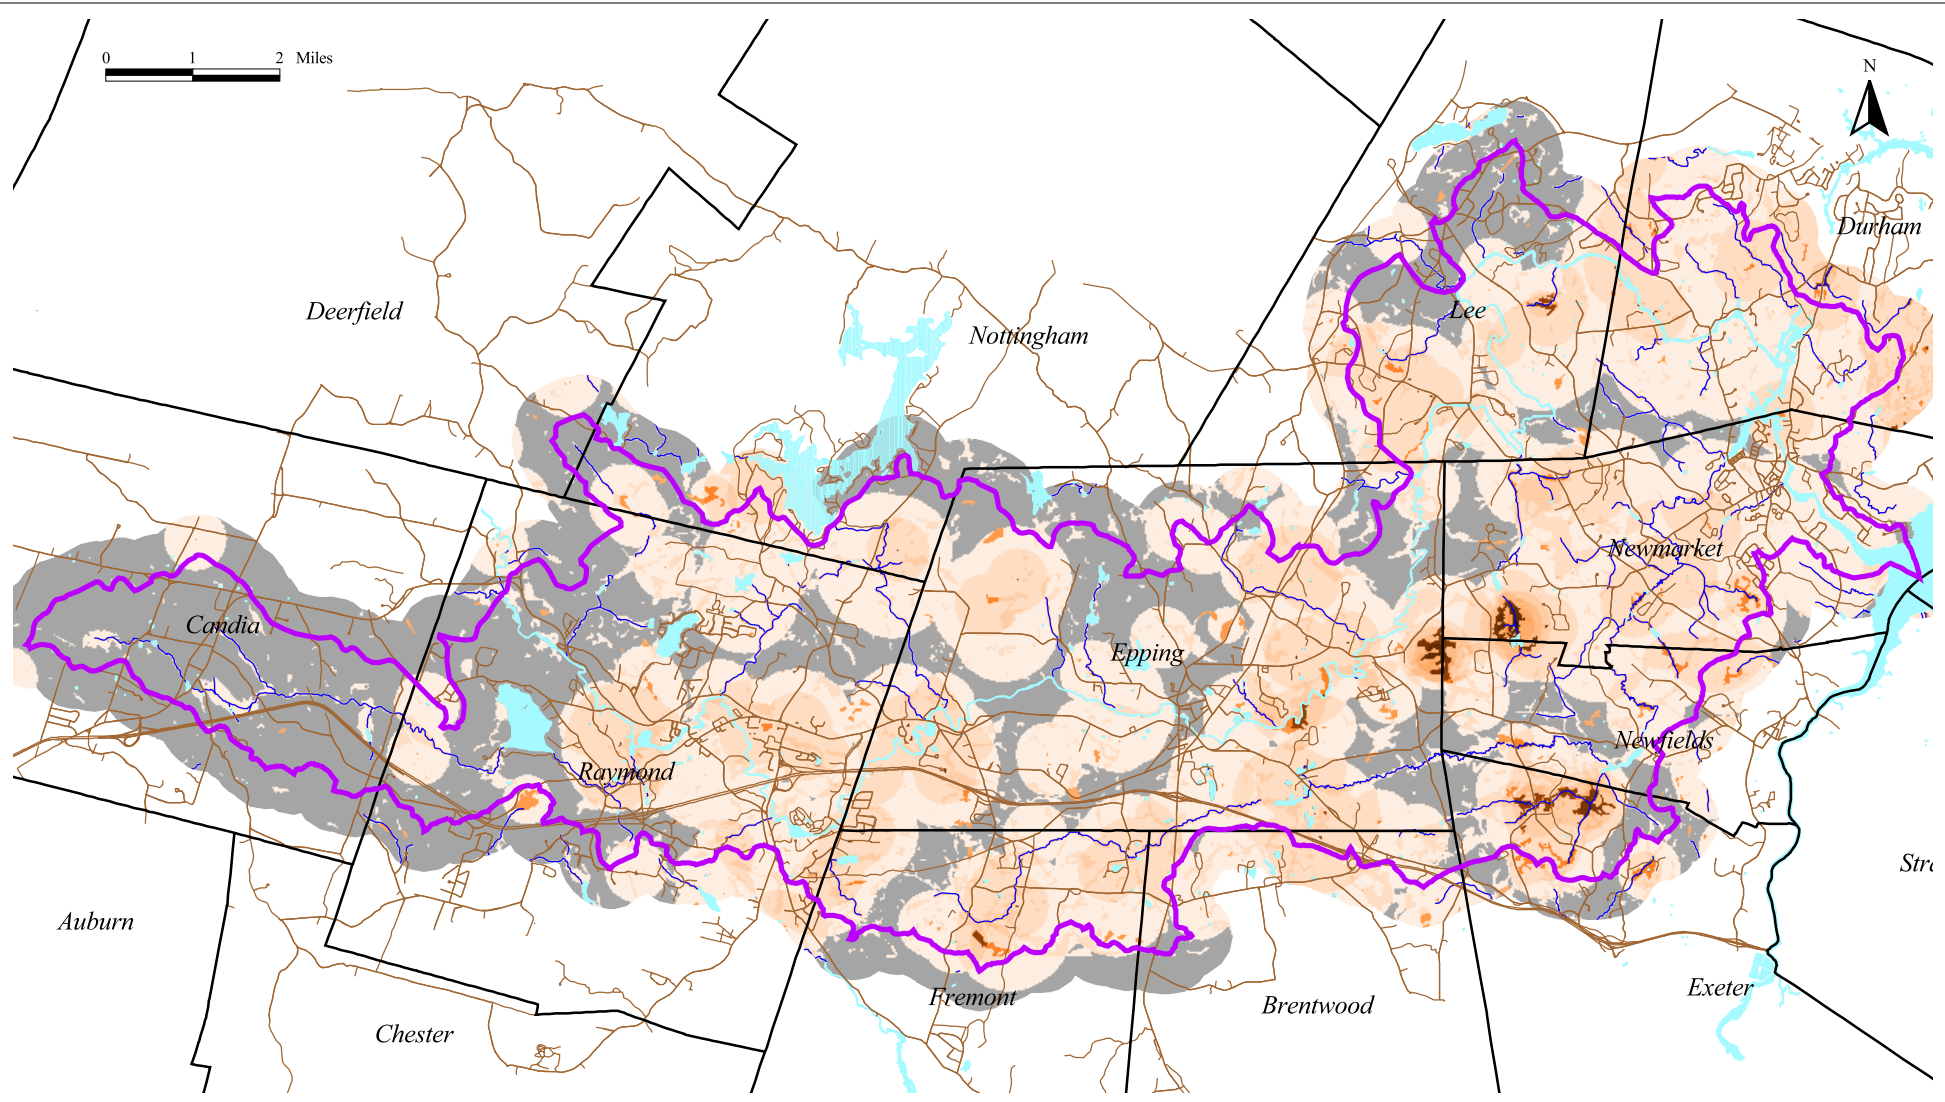 0 1 2 Miles
N
Durham
Deerfield
Lee
Nottingham
Newmarket
Candia
Epping
Newfields
Raymond
Auburn
Fremont
Exeter
Brentwood
Chester